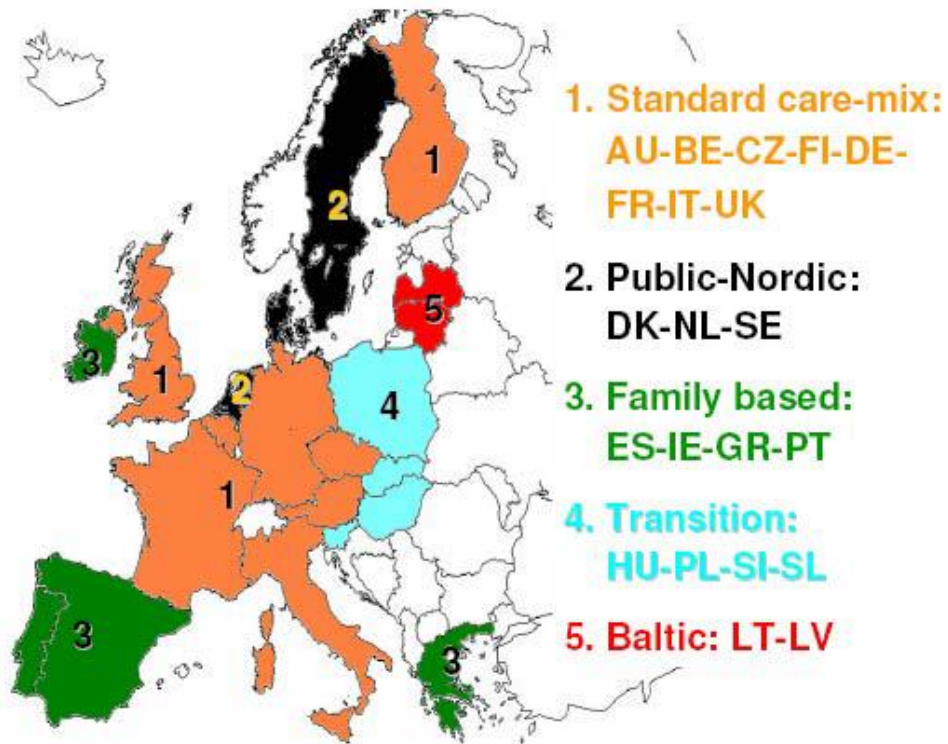 1. Standard care-mix:
AU-BE-CZ-FI-DE-
FR-IT-UK
2. Public-Nordic:
DK-NL-SE
3. Family based:
ES-IE-GR-PT
4. Transition:
HU-PL-SI-SL
5. Baltic: LT-LV
1
2
5
3
1
2
4
1
3
3